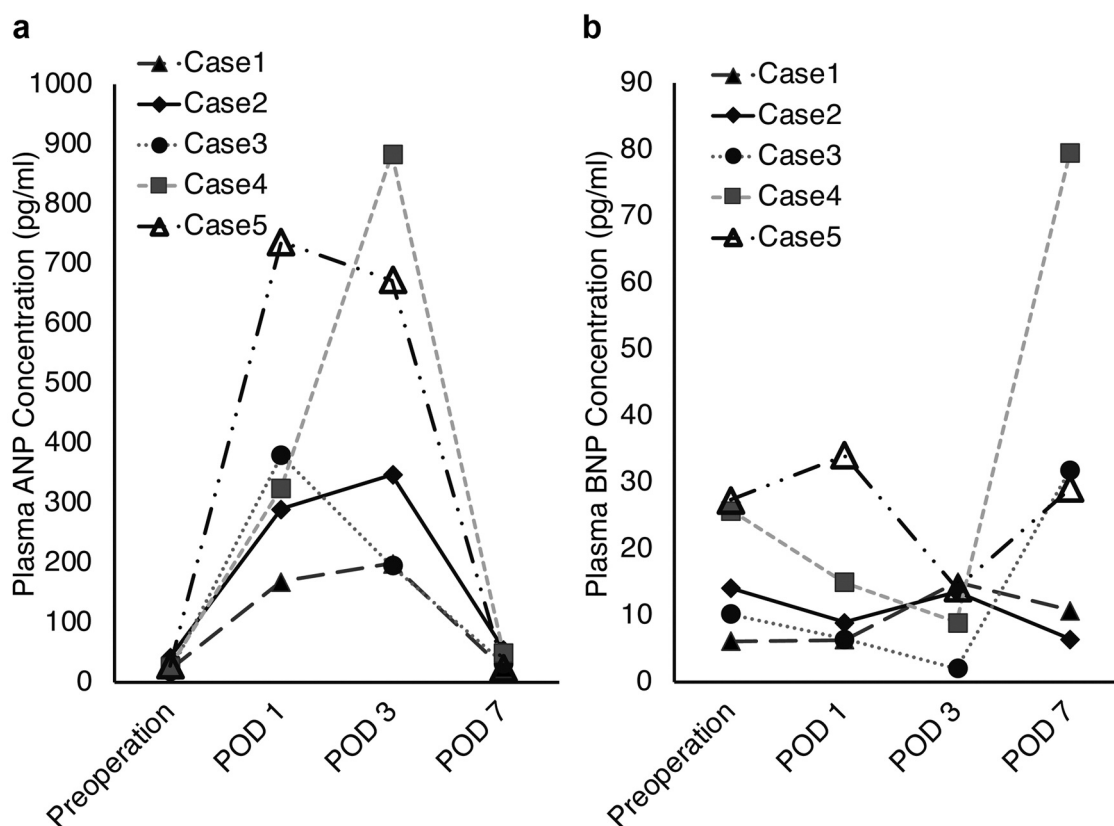 a
Case1
Case2
Case3
Case4
Case5
Plasma ANP Concentration (pg/ml)
1000
900
800
700
600
500
400
300
200
100
0
Preoperation
POD 1
POD 3
POD 7
b
Case1
Case2
Case3
Case4
Case5
Plasma BNP Concentration (pg/ml)
90
80
70
60
50
40
30
20
10
0
Preoperation
POD 1
POD 3
POD 7